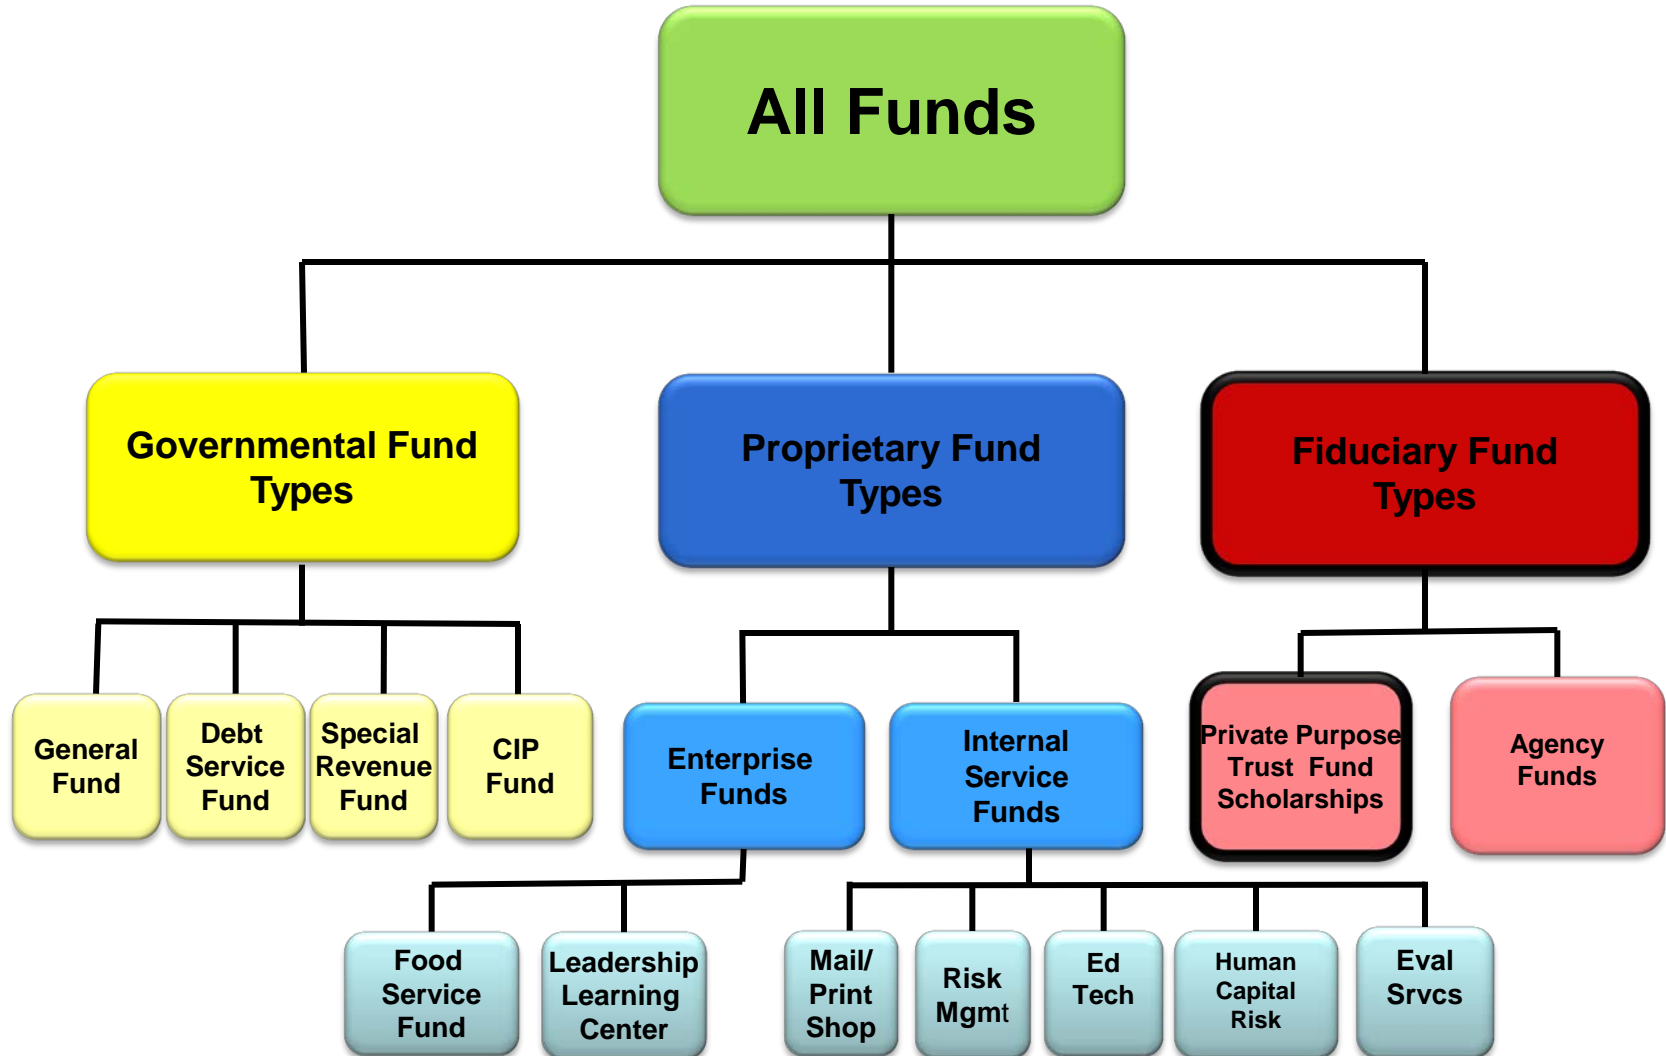 All Funds
Governmental Fund
Types
Proprietary Fund
Types
Fiduciary Fund
Types
General
Fund
Debt
Service
Fund
Special
Revenue
Fund
CIP
Fund
Enterprise
Funds
Internal
Service
Funds
Private Purpose
Trust Fund
Scholarships
Agency
Funds
Food
Service
Fund
Leadership
Learning
Center
Mail/
Print
Shop
Risk
Mgmt
Ed
Tech
Human
Capital
Risk
Eval
Srvcs